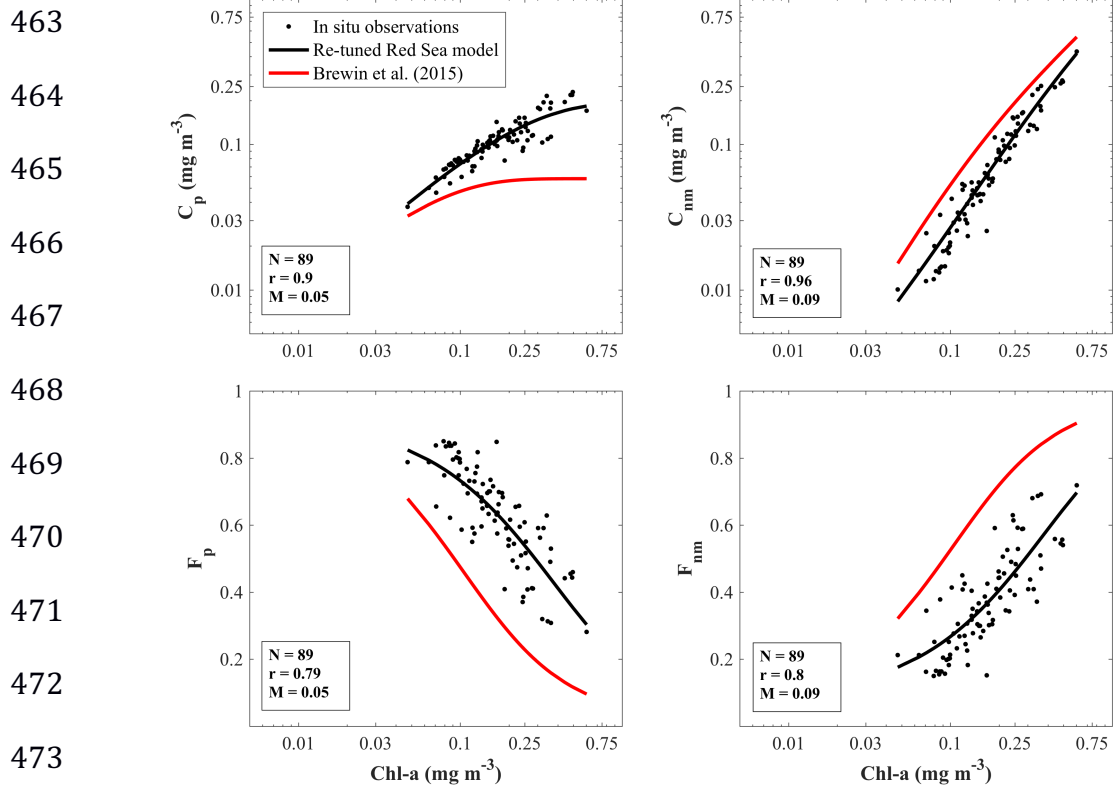 463
464
465
466
467
468
469
470
471
472
473
0.75
0.25
0.1
0.03
0.01
C_p (mg m^-3)
In situ observations
Re-tuned Red Sea model
Brewin et al. (2015)
N = 89
r = 0.9
M = 0.05
0.01 0.03 0.1 0.25 0.75
0.75
0.25
0.1
0.03
0.01
C_nm (mg m^-3)
N = 89
r = 0.96
M = 0.09
0.01 0.03 0.1 0.25 0.75
1
0.8
0.6
0.4
0.2
F_p
N = 89
r = 0.79
M = 0.05
0.01 0.03 0.1 0.25 0.75
Chl-a (mg m^-3)
1
0.8
0.6
0.4
0.2
F_nm
N = 89
r = 0.8
M = 0.09
0.01 0.03 0.1 0.25 0.75
Chl-a (mg m^-3)